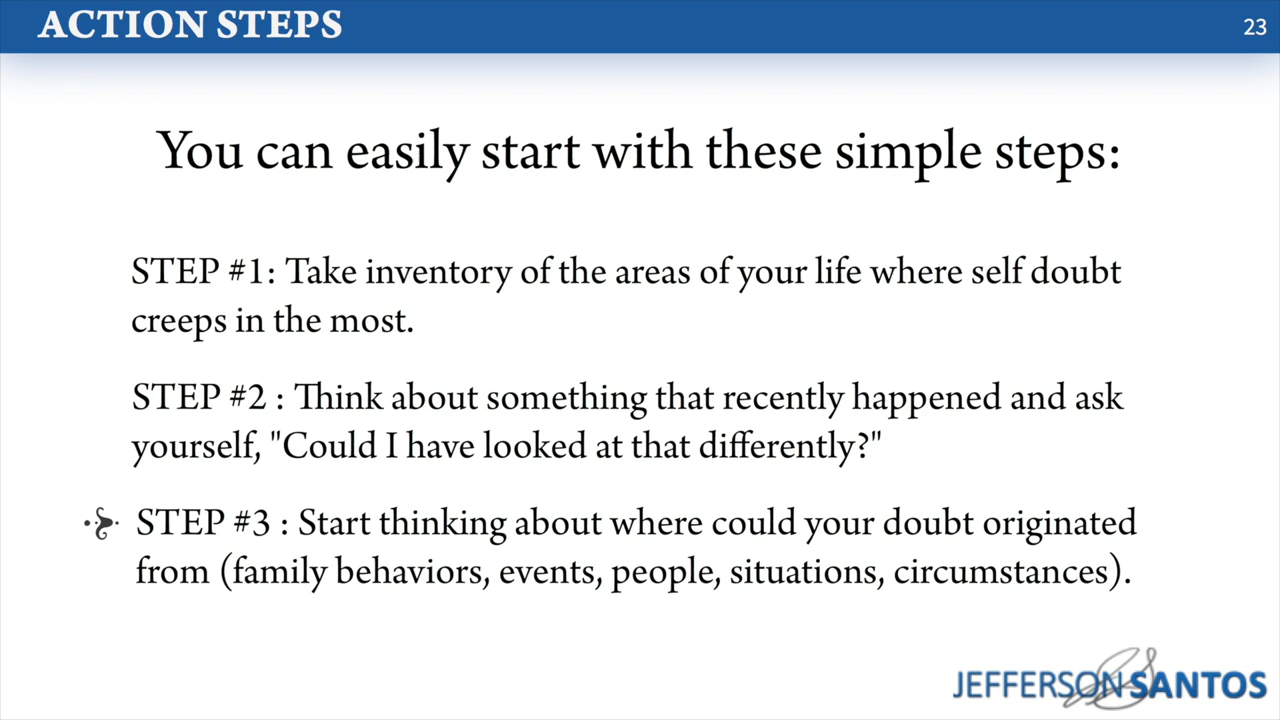 ACTION STEPS
23
You can easily start with these simple steps:
STEP #1: Take inventory of the areas of your life where self doubt
creeps in the most.
STEP #2 : Think about something that recently happened and ask
yourself, "Could I have looked at that differently?"
STEP #3 : Start thinking about where could your doubt originated
from (family behaviors, events, people, situations, circumstances).
JEFFERSON SANTOS